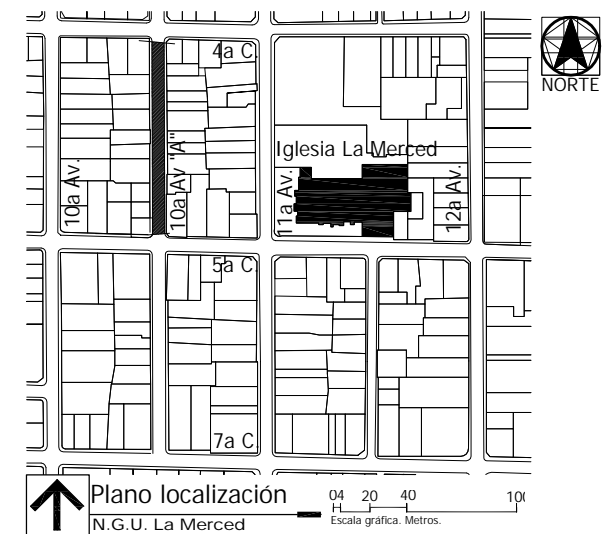 4a C.
NORTE
Iglesia La Merced
10a Av.
10a Av "A"
11a Av.
12a Av.
5a C.
7a C.
Plano localización
04 20 40 100
N.G.U. La Merced
Escala gráfica. Metros.